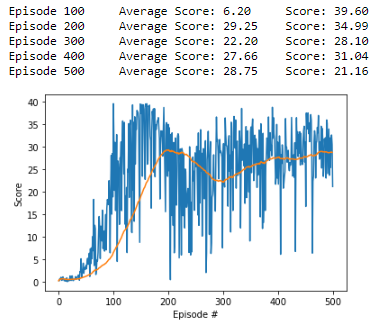 Episode 100 Average Score: 6.20 Score: 39.60
Episode 200 Average Score: 29.25 Score: 34.99
Episode 300 Average Score: 22.20 Score: 28.10
Episode 400 Average Score: 27.66 Score: 31.04
Episode 500 Average Score: 28.75 Score: 21.16
40
35
30
25
20
15
10
5
0
Score
0 100 200 300 400 500
Episode #